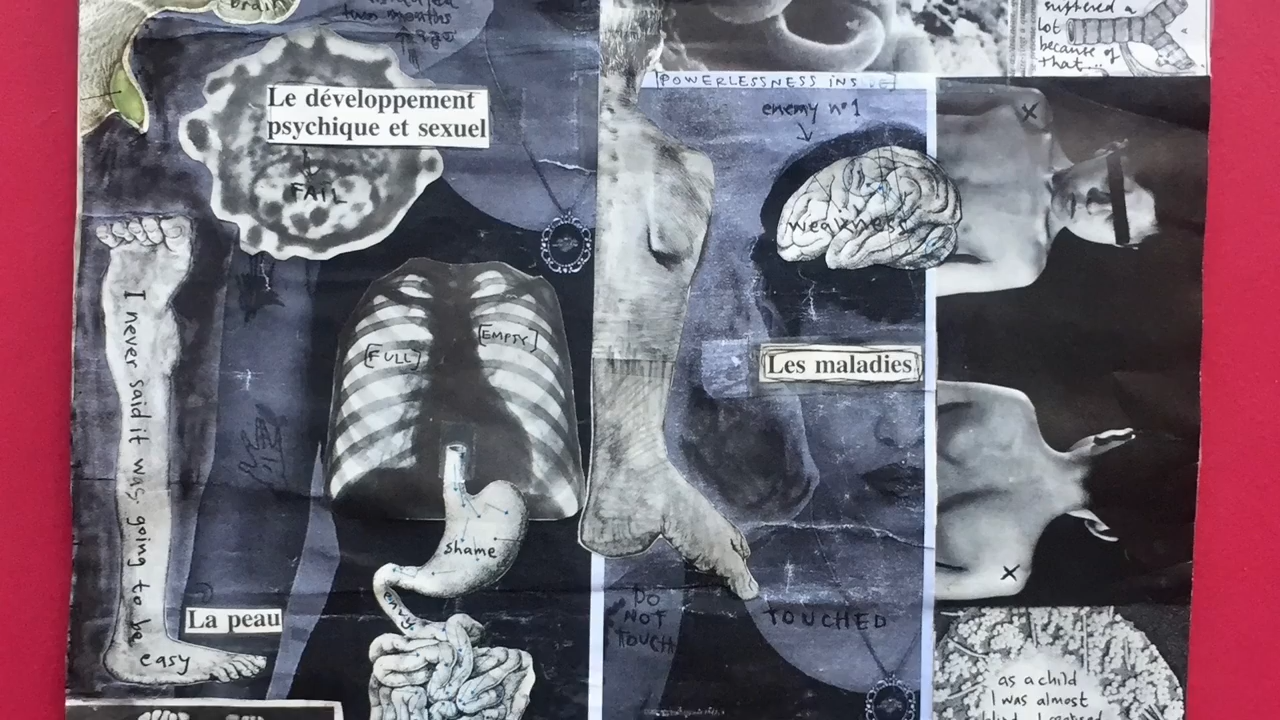 brain
two months
ago
Le développement
psychique et sexuel
FAIL
I never said it was going to be
easy
[FULL]
[EMPTY]
shame
envy
La peau
suffered a
lot
because of
that...
POWERLESSNESS
enemy n°1
weakness
Les maladies
DO
NOT
TOUCH
TOUCHED
as a child
I was almost
blind. I